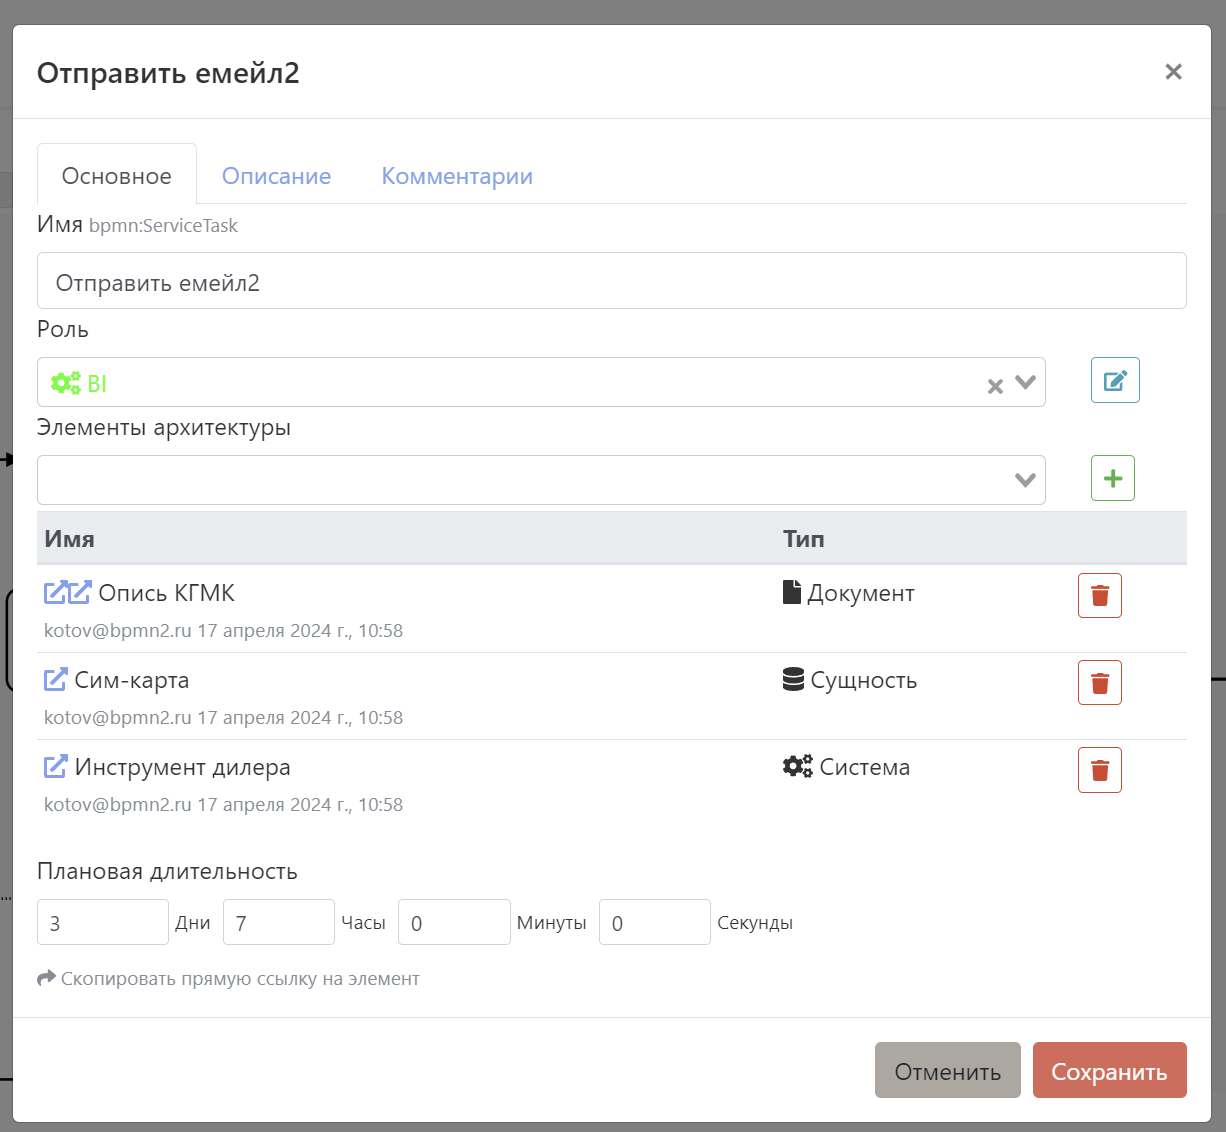 Отправить емейл2
Основное Описание Комментарии
Имя bpmn:ServiceTask
Отправить емейл2
Роль
BI
Элементы архитектуры
Имя Тип
Опись КГМК Документ
kotov@bpmn2.ru 17 апреля 2024 г., 10:58
Сим-карта Сущность
kotov@bpmn2.ru 17 апреля 2024 г., 10:58
Инструмент дилера Система
kotov@bpmn2.ru 17 апреля 2024 г., 10:58
Плановая длительность
3 Дни 7 Часы 0 Минуты 0 Секунды
Скопировать прямую ссылку на элемент
Отменить Сохранить